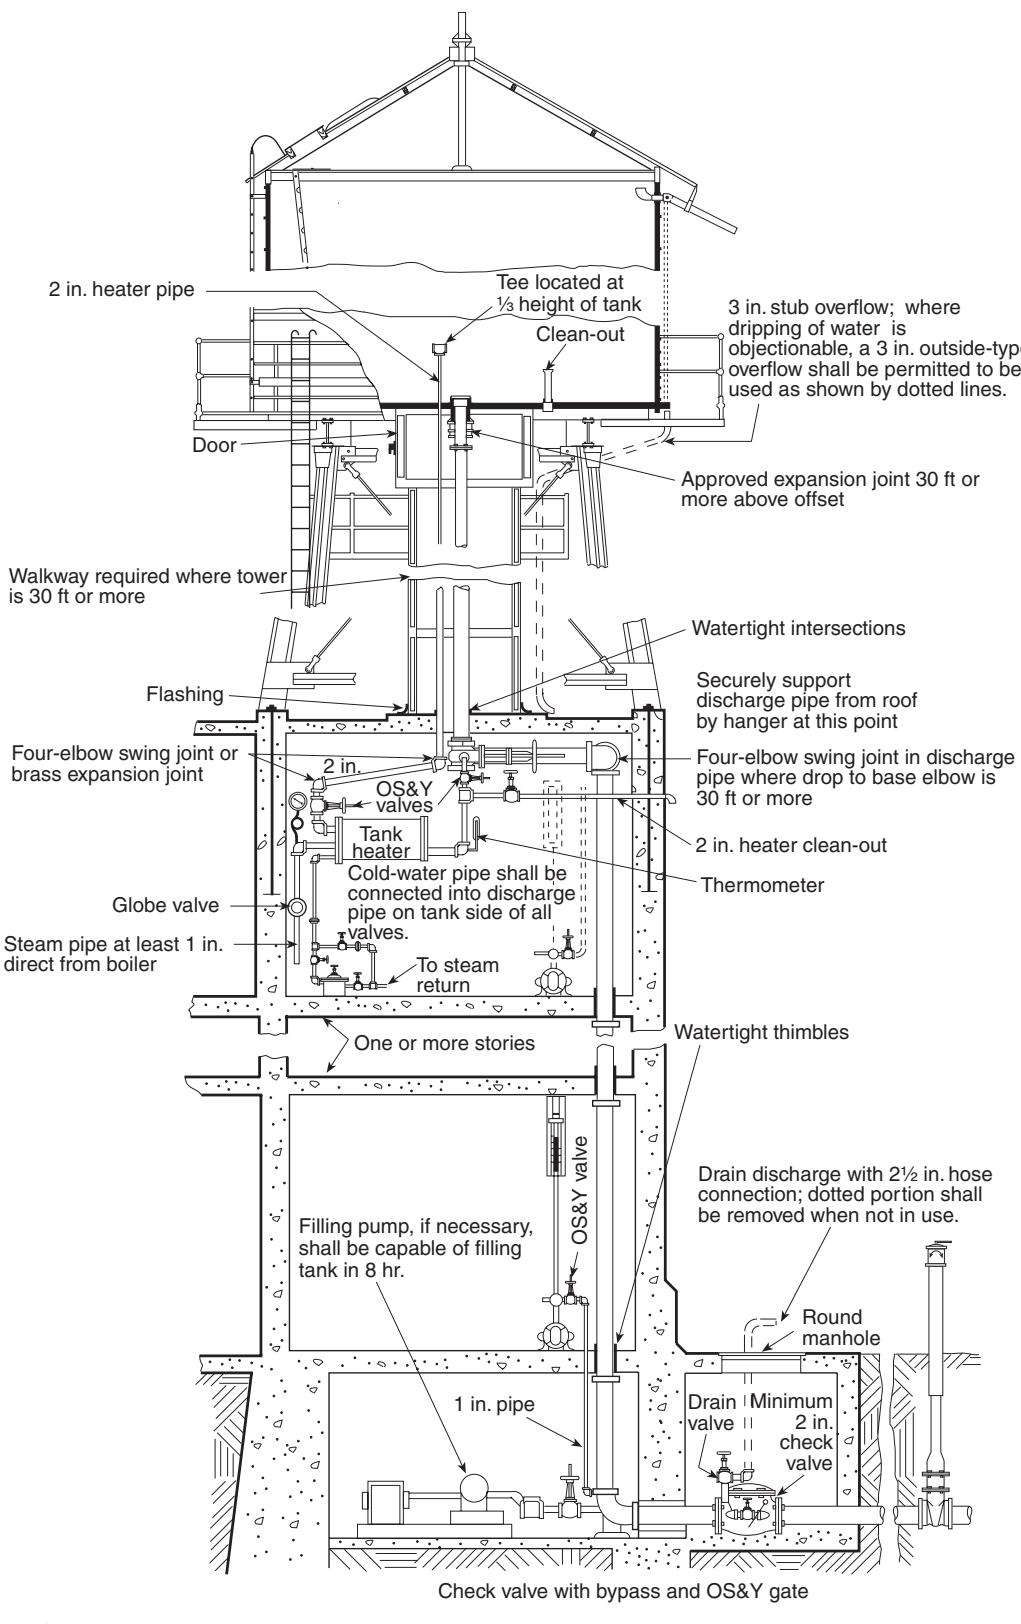 2 in. heater pipe
Tee located at
⅓ height of tank
Clean-out
3 in. stub overflow; where
dripping of water is
objectionable, a 3 in. outside-typ
overflow shall be permitted to be
used as shown by dotted lines.
Door
Approved expansion joint 30 ft or
more above offset
Walkway required where tower
is 30 ft or more
Watertight intersections
Flashing
Securely support
discharge pipe from roof
by hanger at this point
Four-elbow swing joint or
brass expansion joint
2 in.
OS&Y
valves
Four-elbow swing joint in discharge
pipe where drop to base elbow is
30 ft or more
Tank
heater
2 in. heater clean-out
Cold-water pipe shall be
connected into discharge
pipe on tank side of all
valves.
Thermometer
Globe valve
Steam pipe at least 1 in.
direct from boiler
To steam
return
One or more stories
Watertight thimbles
OS&Y valve
Drain discharge with 2½ in. hose
connection; dotted portion shall
be removed when not in use.
Filling pump, if necessary,
shall be capable of filling
tank in 8 hr.
Round
manhole
1 in. pipe
Drain
valve
Minimum
2 in.
check
valve
Check valve with bypass and OS&Y gate